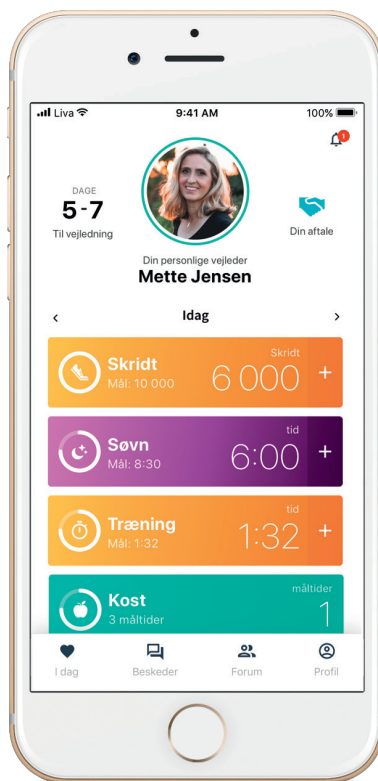 Liva
9:41 AM
100%
1
DAGE
5-7
Til vejledning
Din aftale
Din personlige vejleder
Mette Jensen
‹ Idag ›
Skridt
Mål: 10 000
Skridt
6 000
+
Søvn
Mål: 8:30
tid
6:00
+
Træning
Mål: 1:32
tid
1:32
+
Kost
3 måltider
måltider
1
I dag
Beskeder
Forum
Profil